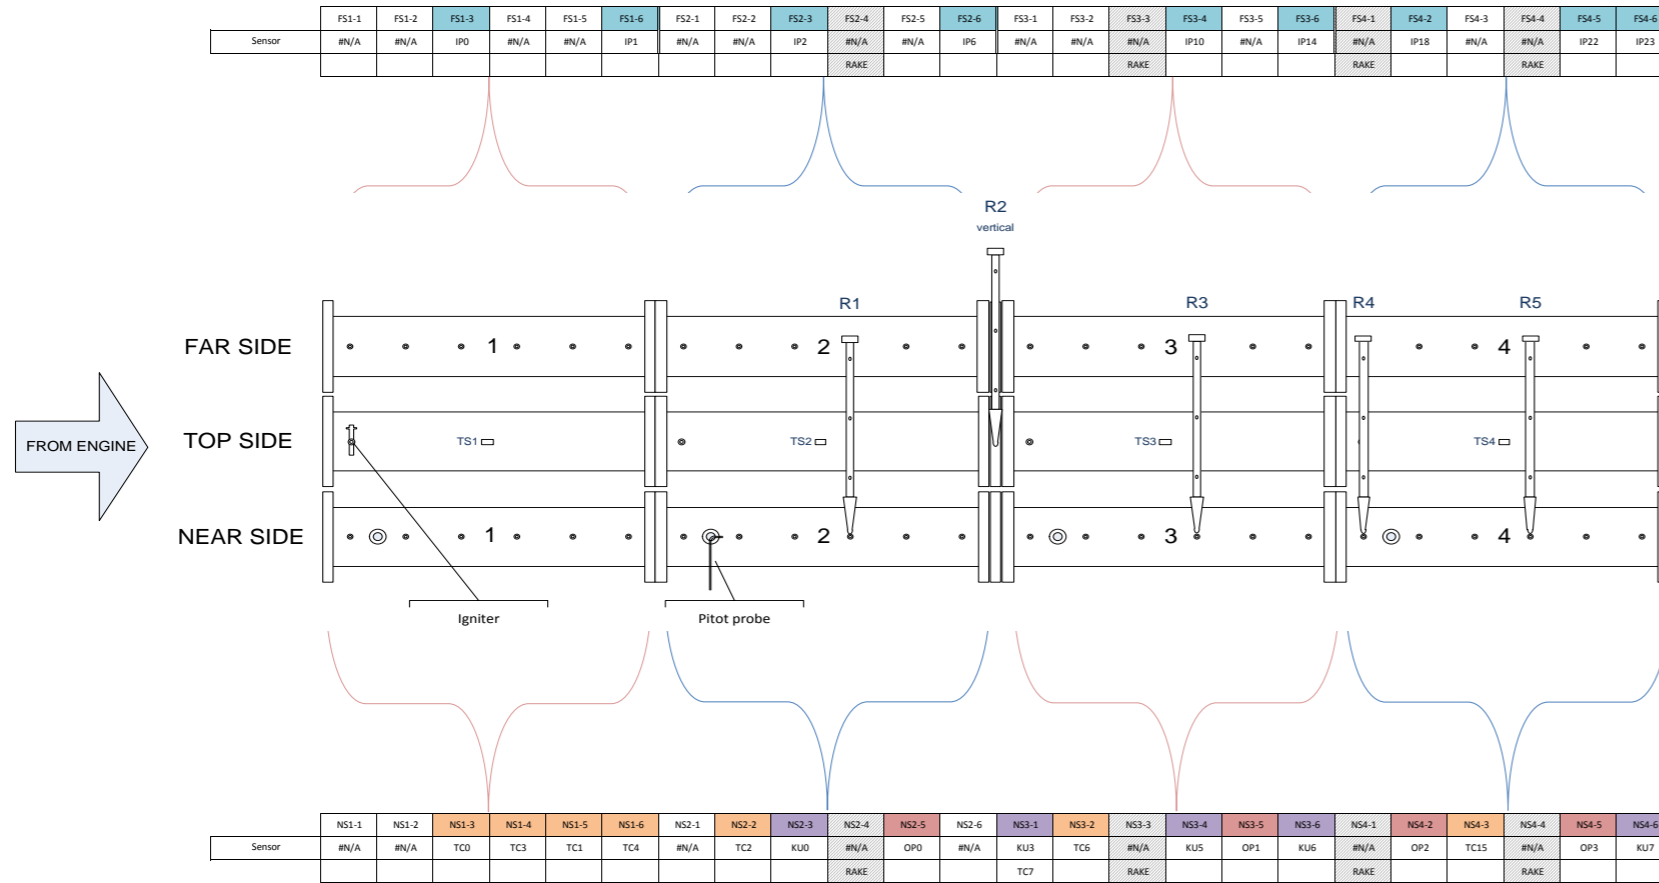 FS1-1 FS1-2 FS1-3 FS1-4 FS1-5 FS1-6 FS2-1 FS2-2 FS2-3 FS2-4 FS2-5 FS2-6 FS3-1 FS3-2 FS3-3 FS3-4 FS3-5 FS3-6 FS4-1 FS4-2 FS4-3 FS4-4 FS4-5 FS4-6
Sensor #N/A #N/A IP0 #N/A #N/A IP1 #N/A #N/A IP2 #N/A #N/A IP6 #N/A #N/A #N/A IP10 #N/A IP14 #N/A IP18 #N/A #N/A IP22 IP23
RAKE RAKE RAKE RAKE
R2
vertical
R1 R3 R4 R5
FAR SIDE 1 2 3 4
FROM ENGINE TOP SIDE TS1 TS2 TS3 TS4
NEAR SIDE 1 2 3 4
Igniter Pitot probe
NS1-1 NS1-2 NS1-3 NS1-4 NS1-5 NS1-6 NS2-1 NS2-2 NS2-3 NS2-4 NS2-5 NS2-6 NS3-1 NS3-2 NS3-3 NS3-4 NS3-5 NS3-6 NS4-1 NS4-2 NS4-3 NS4-4 NS4-5 NS4-6
Sensor #N/A #N/A TC0 TC3 TC1 TC4 #N/A TC2 KU0 #N/A OP0 #N/A KU3 TC6 #N/A KU5 OP1 KU6 #N/A OP2 TC15 #N/A OP3 KU7
RAKE TC7 RAKE RAKE RAKE